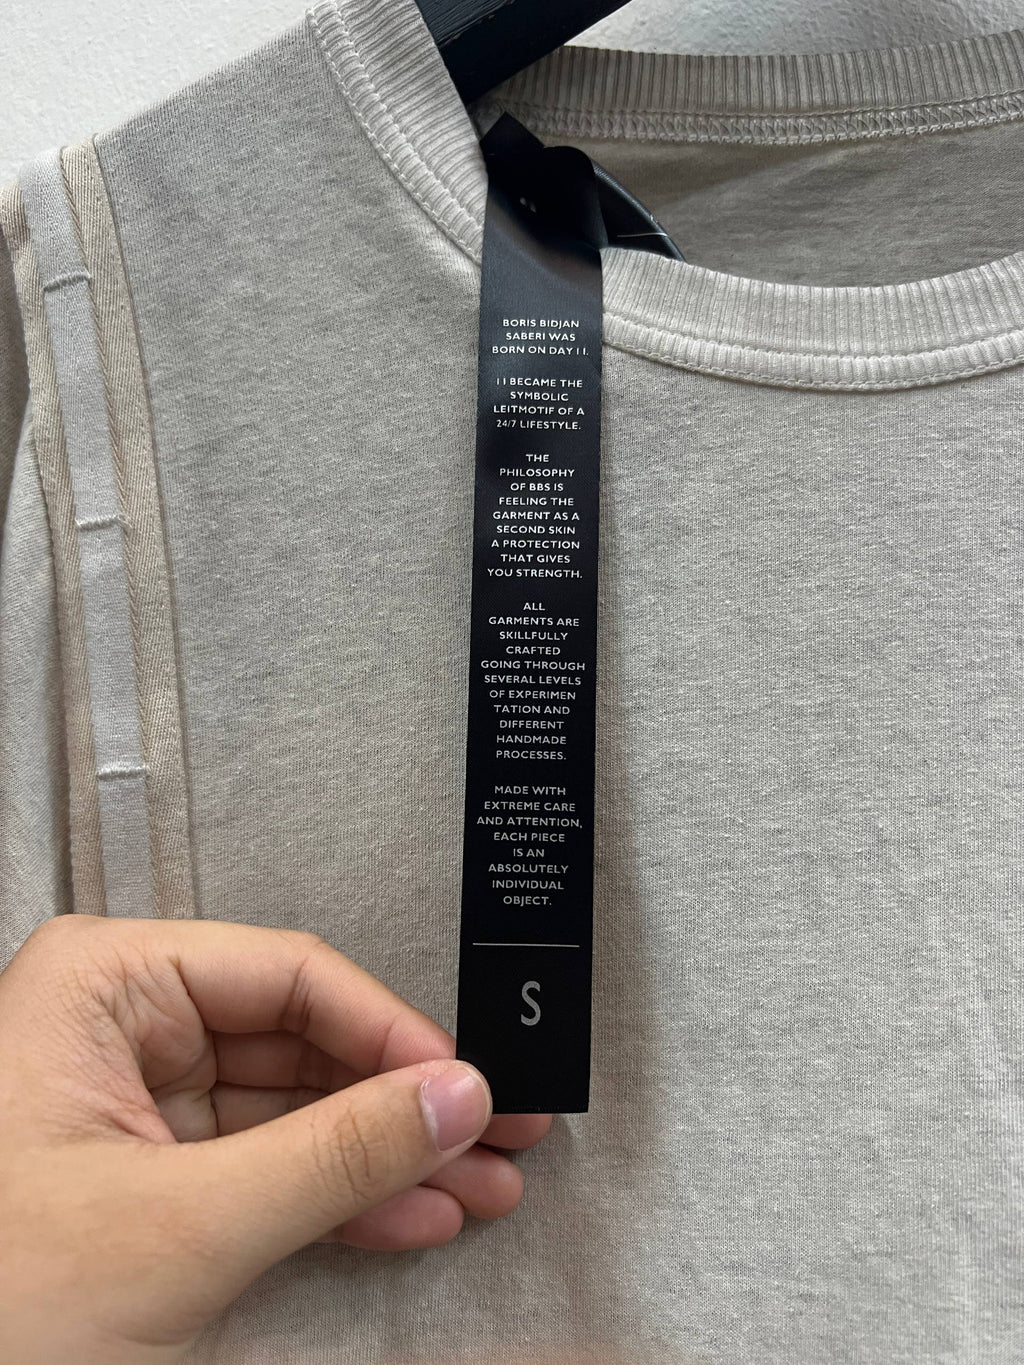 BORIS BIDJAN
SABERI WAS
BORN ON DAY 11.
11 BECAME THE
SYMBOLIC
LEITMOTIF OF A
24/7 LIFESTYLE.
THE
PHILOSOPHY
OF BBS IS
FEELING THE
GARMENT AS A
SECOND SKIN
A PROTECTION
THAT GIVES
YOU STRENGTH.
ALL
GARMENTS ARE
SKILLFULLY
CRAFTED
GOING THROUGH
SEVERAL LEVELS
OF EXPERIMEN
TATION AND
DIFFERENT
HANDMADE
PROCESSES.
MADE WITH
EXTREME CARE
AND ATTENTION,
EACH PIECE
IS AN
ABSOLUTELY
INDIVIDUAL
OBJECT.
S